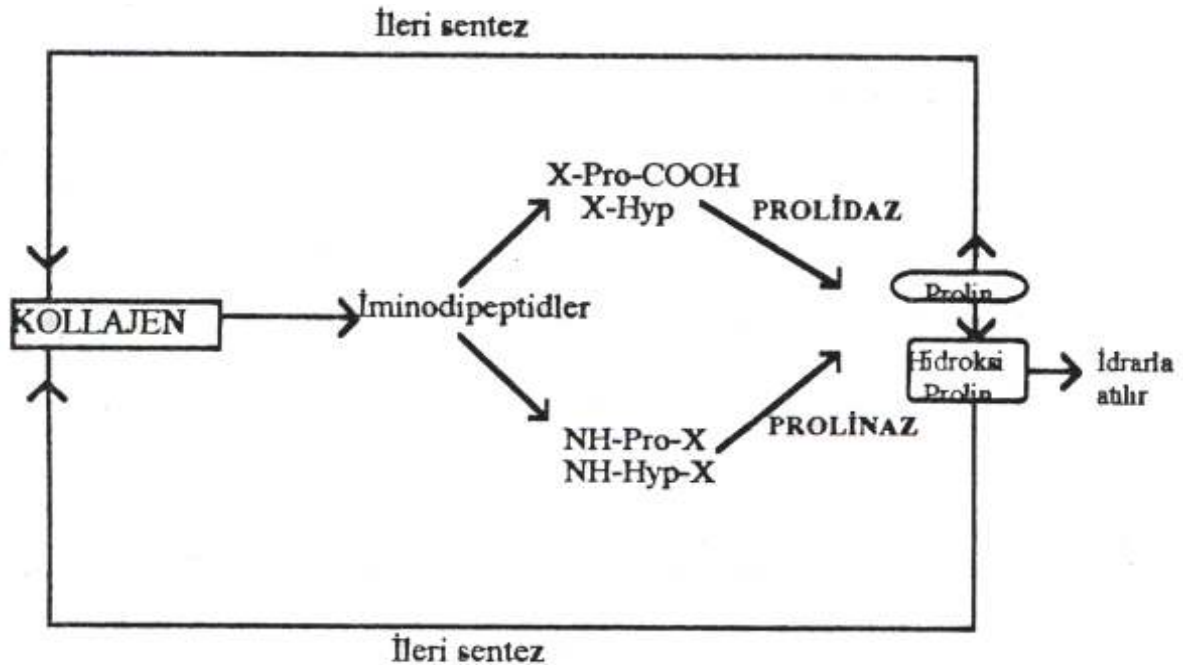 İleri sentez
X-Pro-COOH
X-Hyp
PROLİDAZ
Prolin
KOLLAJEN
İminodipeptidler
Hidroksi
Prolin
İdrarla
atılır
NH-Pro-X
NH-Hyp-X
PROLİNAZ
İleri sentez